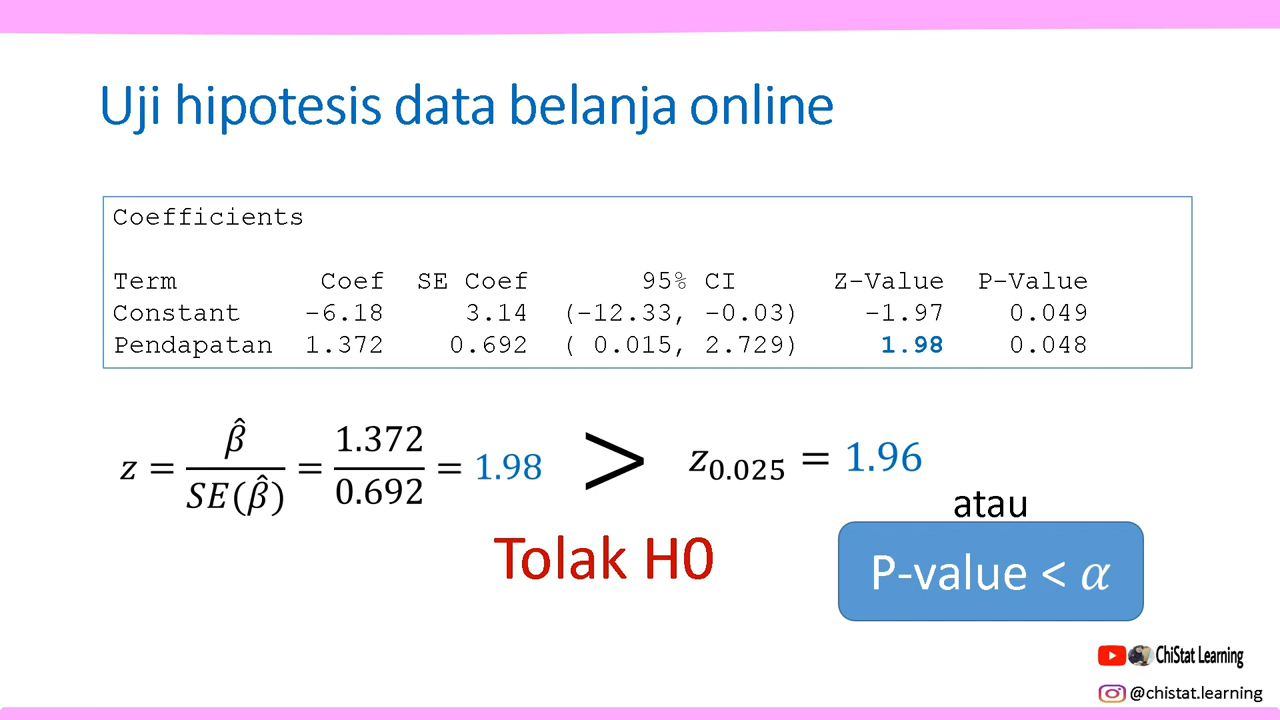 Uji hipotesis data belanja online
Coefficients
Term Coef SE Coef 95% CI Z-Value P-Value
Constant -6.18 3.14 (-12.33, -0.03) -1.97 0.049
Pendapatan 1.372 0.692 ( 0.015, 2.729) 1.98 0.048
z = β̂ / SE(β̂) = 1.372 / 0.692 = 1.98 > z0.025 = 1.96
atau
Tolak H0
P-value < α
ChiStat Learning
@chistat.learning